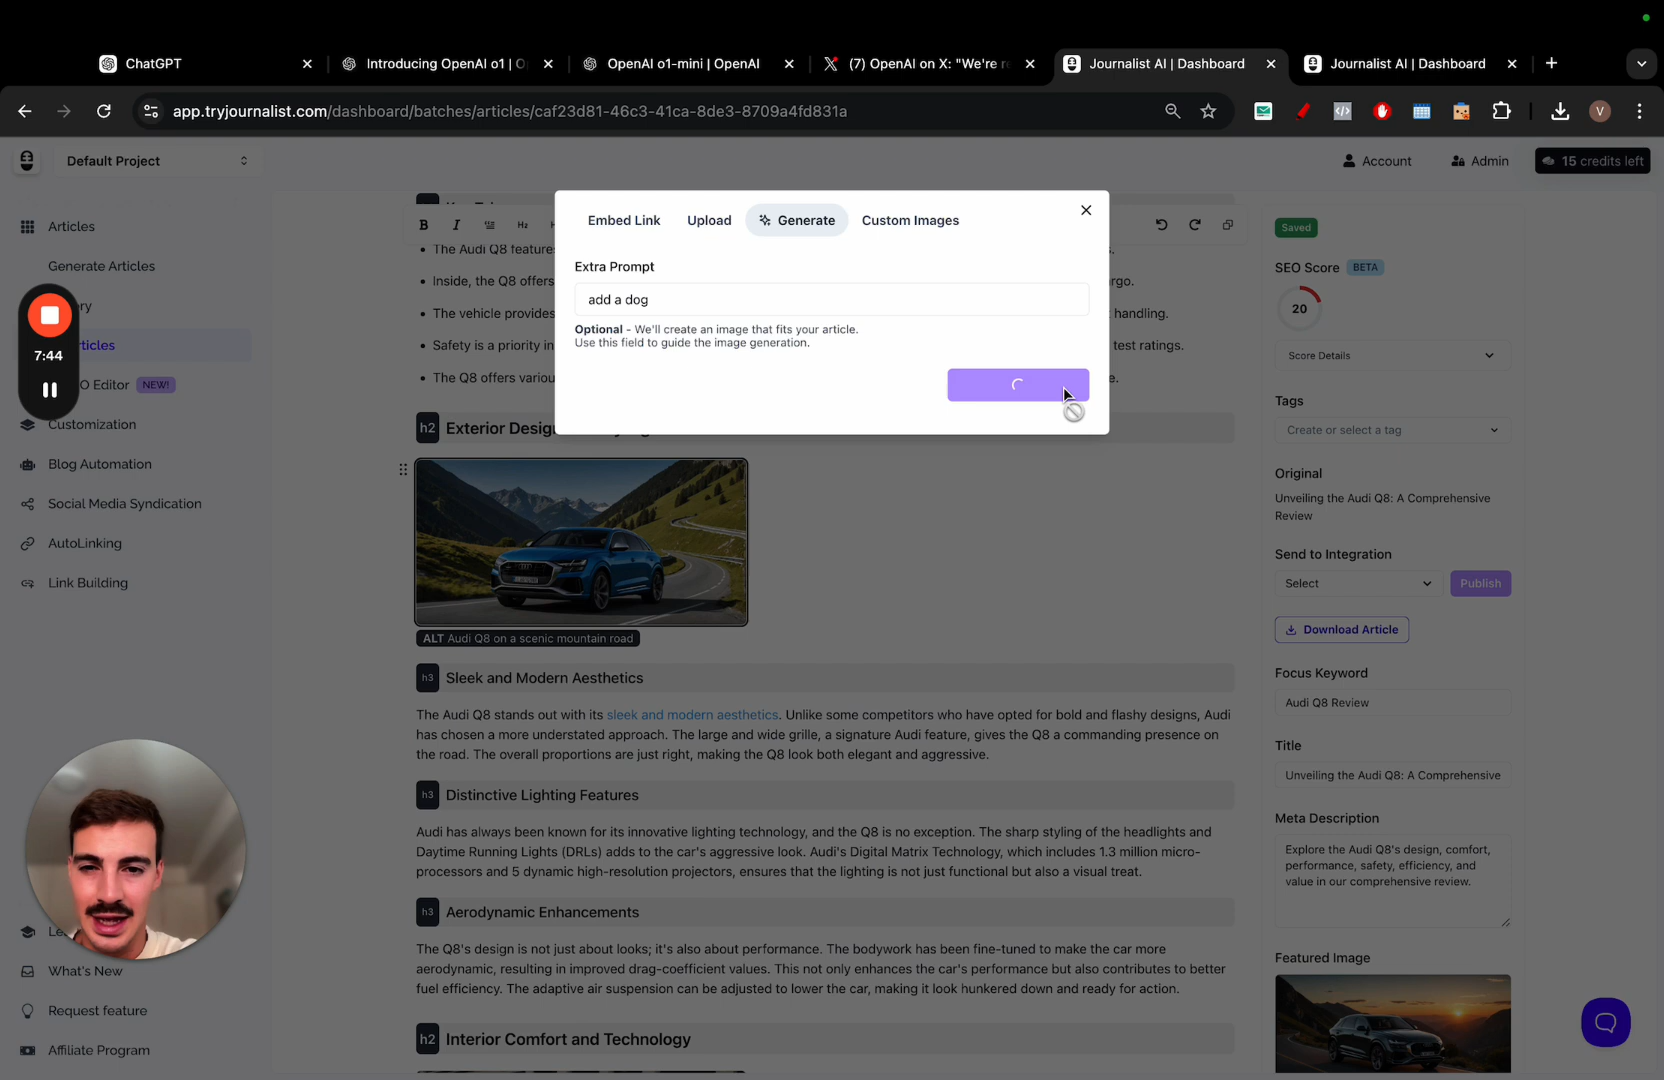 ChatGPT
Introducing OpenAI o1 | O
OpenAI o1-mini | OpenAI
(7) OpenAI on X: "We're re
Journalist AI | Dashboard
Journalist AI | Dashboard
app.tryjournalist.com/dashboard/batches/articles/caf23d81-46c3-41ca-8de3-8709a4fd831a
V
Default Project
Account
Admin
15 credits left
Articles
Generate Articles
ry
ticles
O Editor NEW!
Customization
Blog Automation
Social Media Syndication
AutoLinking
Link Building
What's New
Request feature
Affiliate Program
7:44
Embed Link
Upload
Generate
Custom Images
Extra Prompt
add a dog
Optional - We'll create an image that fits your article.
Use this field to guide the image generation.
B I H2
The Audi Q8 feature
Inside, the Q8 offers
rgo.
The vehicle provides
handling.
Safety is a priority in
test ratings.
The Q8 offers variou
e.
h2 Exterior Desig
ALT Audi Q8 on a scenic mountain road
h3 Sleek and Modern Aesthetics
The Audi Q8 stands out with its sleek and modern aesthetics. Unlike some competitors who have opted for bold and flashy designs, Audi
has chosen a more understated approach. The large and wide grille, a signature Audi feature, gives the Q8 a commanding presence on
the road. The overall proportions are just right, making the Q8 look both elegant and aggressive.
h3 Distinctive Lighting Features
Audi has always been known for its innovative lighting technology, and the Q8 is no exception. The sharp styling of the headlights and
Daytime Running Lights (DRLs) adds to the car's aggressive look. Audi's Digital Matrix Technology, which includes 1.3 million micro-
processors and 5 dynamic high-resolution projectors, ensures that the lighting is not just functional but also a visual treat.
h3 Aerodynamic Enhancements
The Q8's design is not just about looks; it's also about performance. The bodywork has been fine-tuned to make the car more
aerodynamic, resulting in improved drag-coefficient values. This not only enhances the car's performance but also contributes to better
fuel efficiency. The adaptive air suspension can be adjusted to lower the car, making it look hunkered down and ready for action.
h2 Interior Comfort and Technology
Saved
SEO Score BETA
20
Score Details
Tags
Create or select a tag
Original
Unveiling the Audi Q8: A Comprehensive
Review
Send to Integration
Select
Publish
Download Article
Focus Keyword
Audi Q8 Review
Title
Unveiling the Audi Q8: A Comprehensive
Meta Description
Explore the Audi Q8's design, comfort,
performance, safety, efficiency, and
value in our comprehensive review.
Featured Image